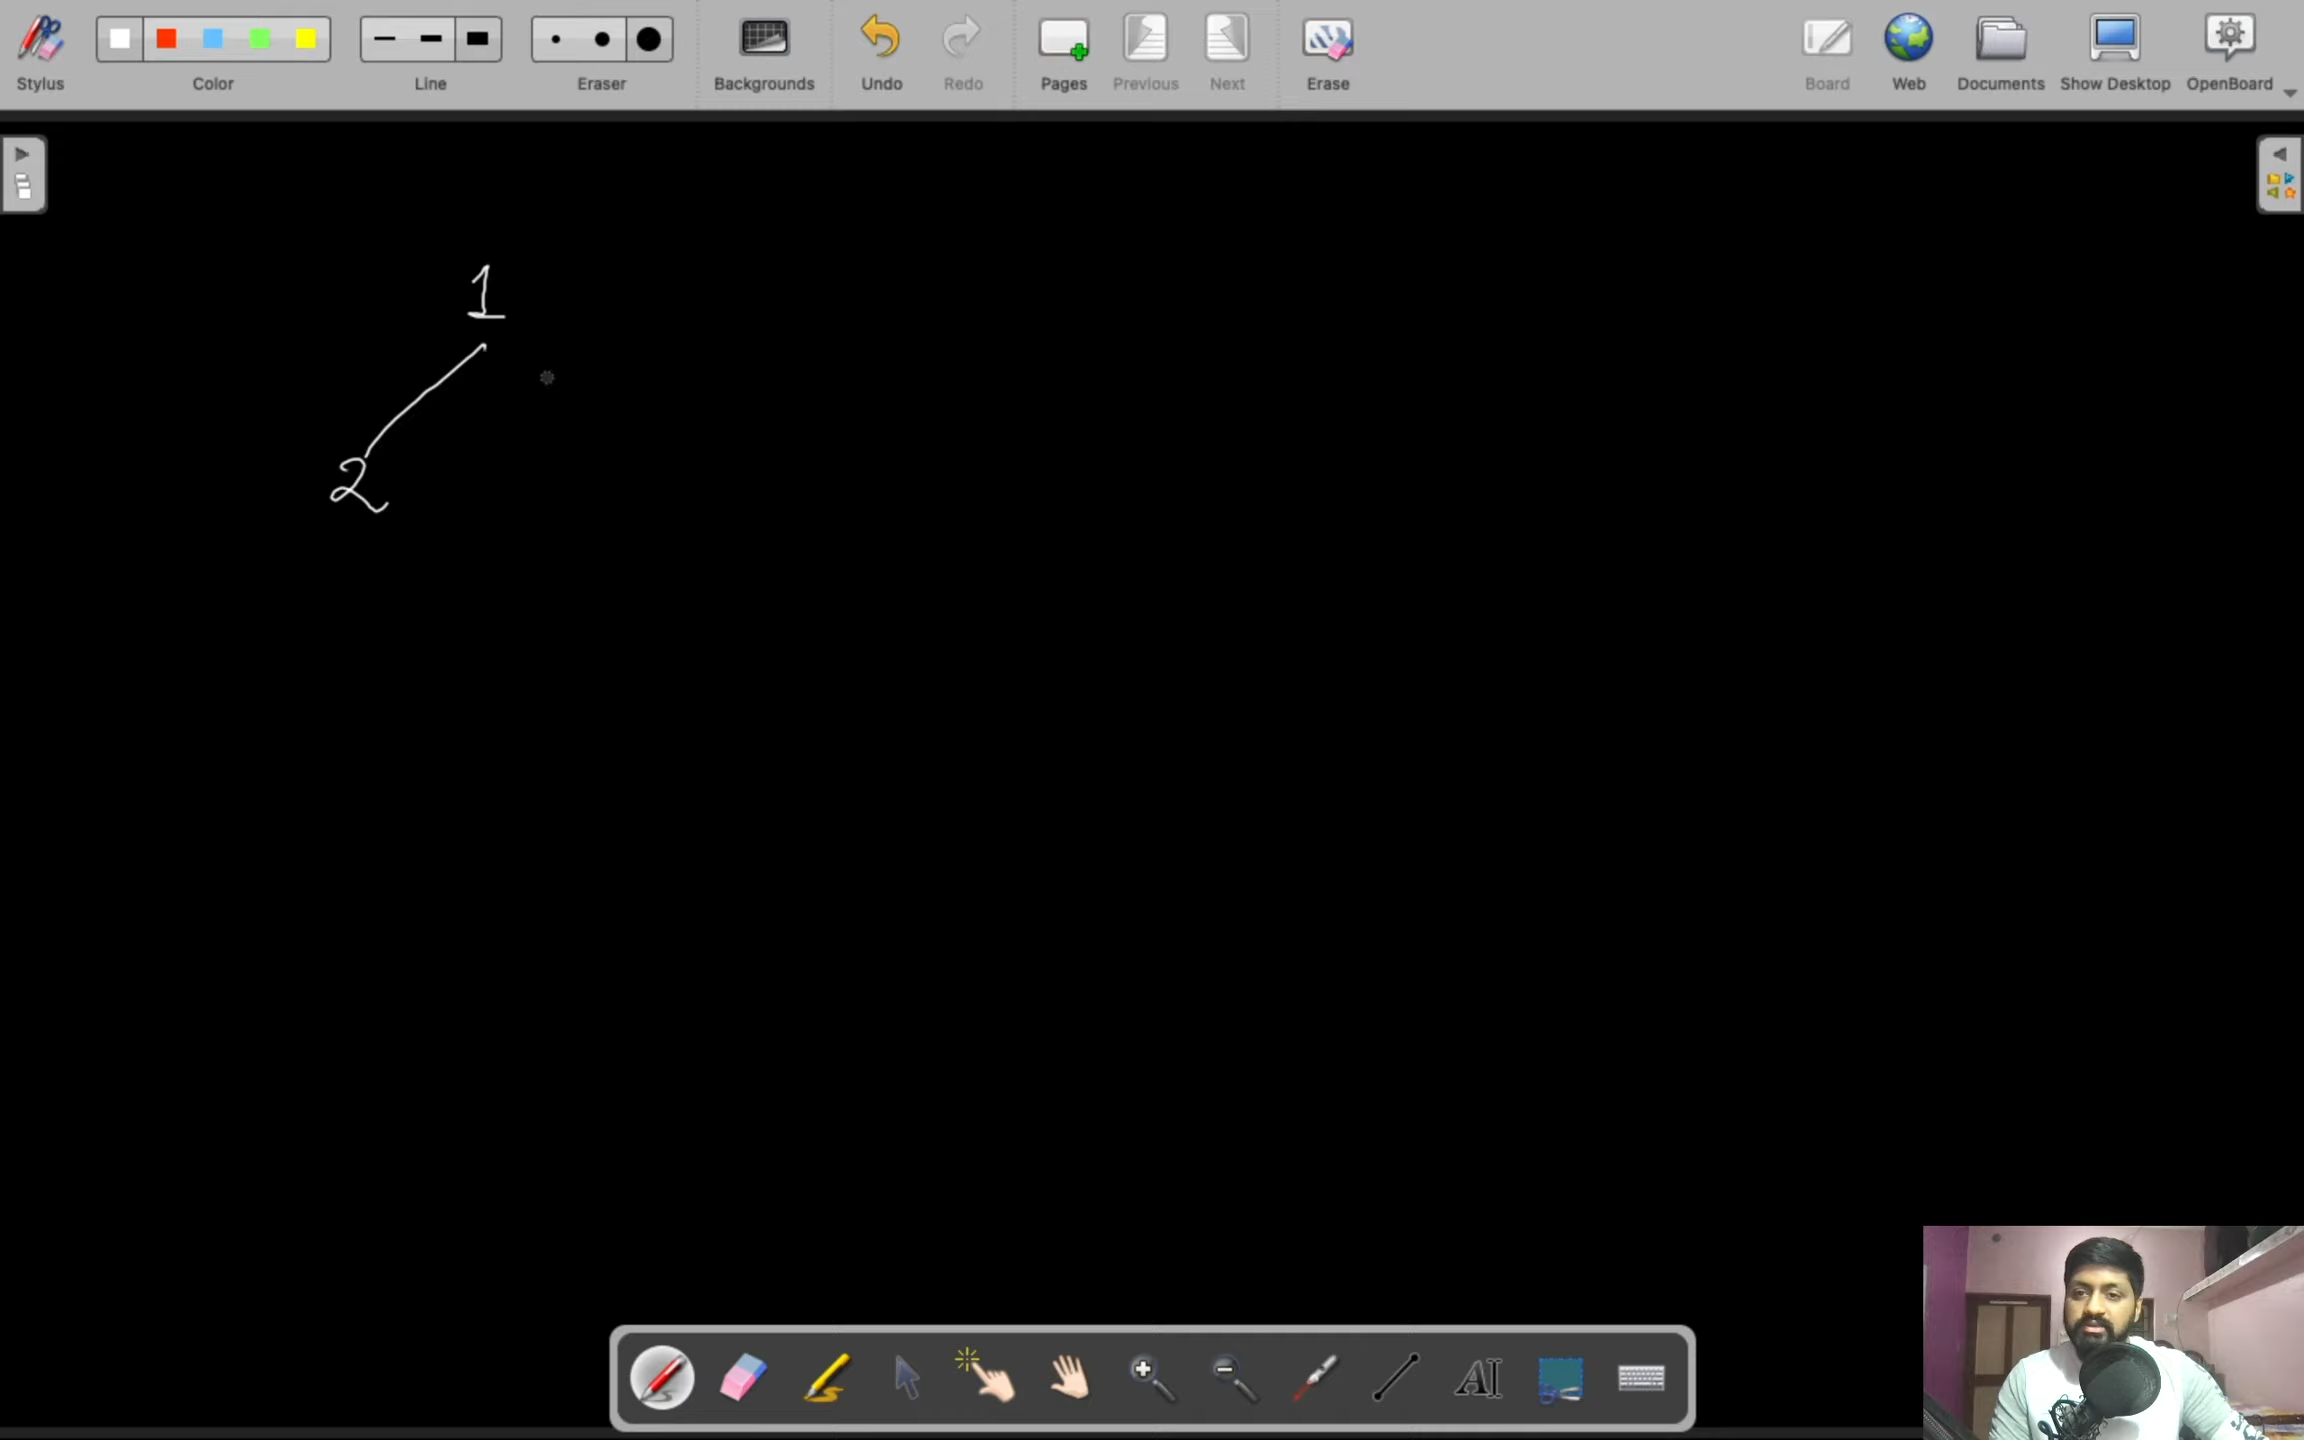 Stylus Color Line Eraser Backgrounds Undo Redo Pages Previous Next Erase Board Web Documents Show Desktop OpenBoard
1
2
AI